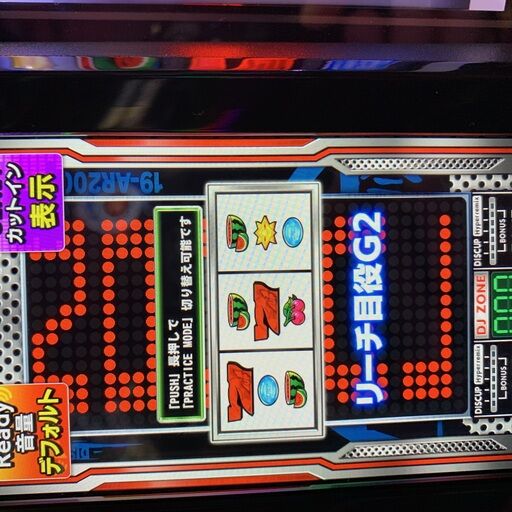 Ready
音量
デフォルト
カットイン
表示
19-AR200
「PUSH」長押しで
「PRACTICE MODE」切り替え可能です
リーチ目役G2
DISCUP Hyperremix
BONUS
DJ ZONE
000
DISCUP Hyperremix
BONUS